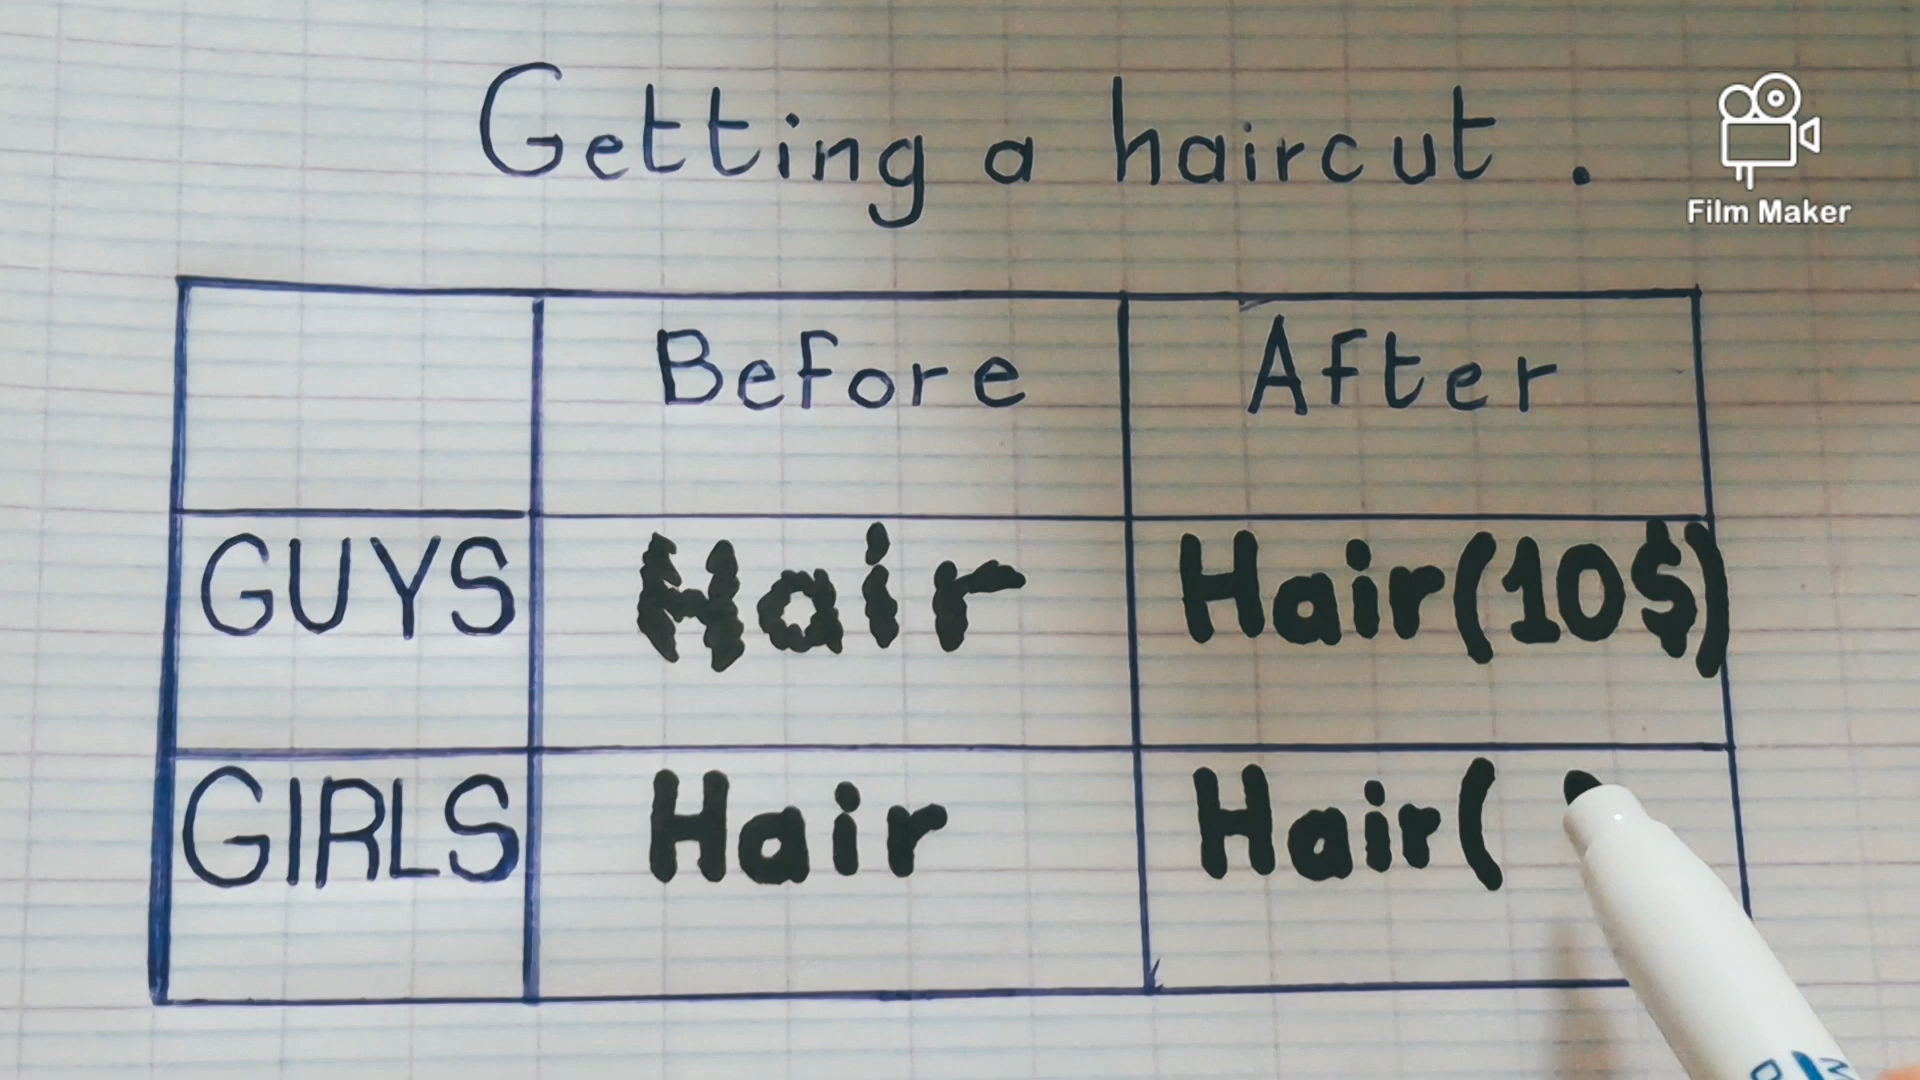 Getting a haircut .
Film Maker
Before After
GUYS Hair Hair(10$)
GIRLS Hair Hair(